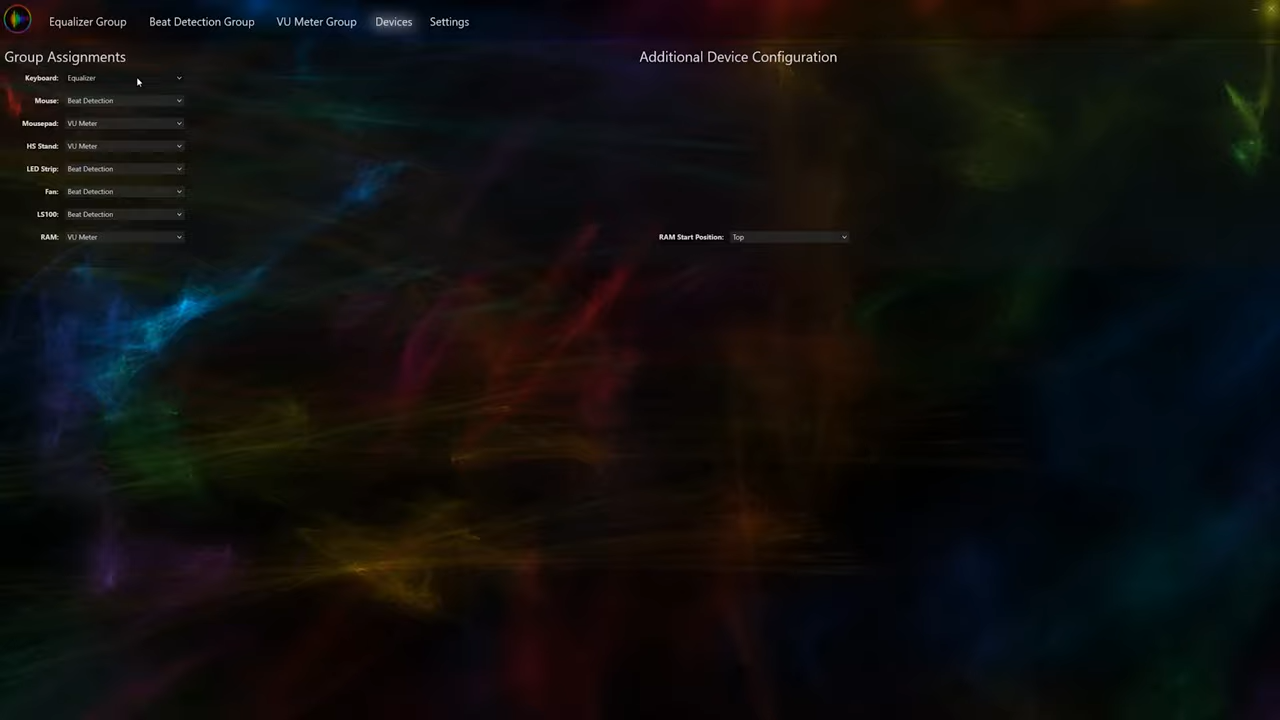 Equalizer Group Beat Detection Group VU Meter Group Devices Settings
Group Assignments Additional Device Configuration
Keyboard: Equalizer
Mouse: Beat Detection
Mousepad: VU Meter
HS Stand: VU Meter
LED Strip: Beat Detection
Fan: Beat Detection
LS100: Beat Detection
RAM: VU Meter RAM Start Position: Top